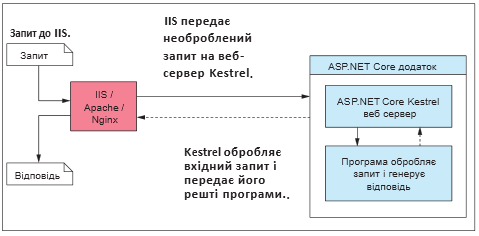 Запит до IIS.
Запит
IIS передає
необроблений
запит на веб-
сервер Kestrel.
IIS /
Apache /
Nginx
Відповідь
Kestrel обробляє
вхідний запит і
передає його
решті програми..
ASP.NET Core додаток
ASP.NET Core Kestrel
веб сервер
Програма обробляє
запит і генерує
відповідь